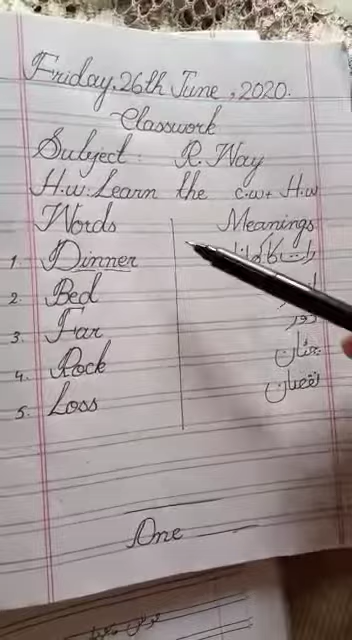 Friday, 26th June, 2020.
Classwork
Subject: R. Way
H.w: Learn the c.w+ H.w
Words Meanings
1. Dinner رات کا کھانا
2. Bed
3. Far دور
4. Rock چٹان
5. Loss نقصان
One